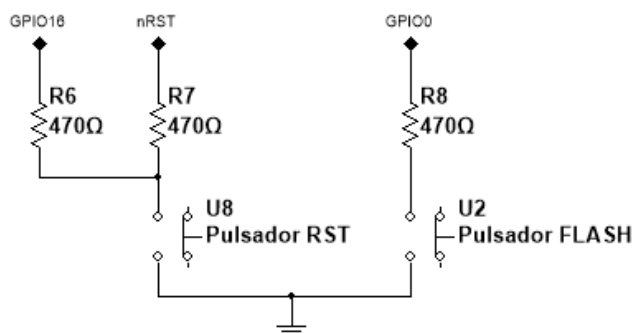 GPIO16
nRST
GPIO0
R6
470Ω
R7
470Ω
R8
470Ω
U8
Pulsador RST
U2
Pulsador FLASH